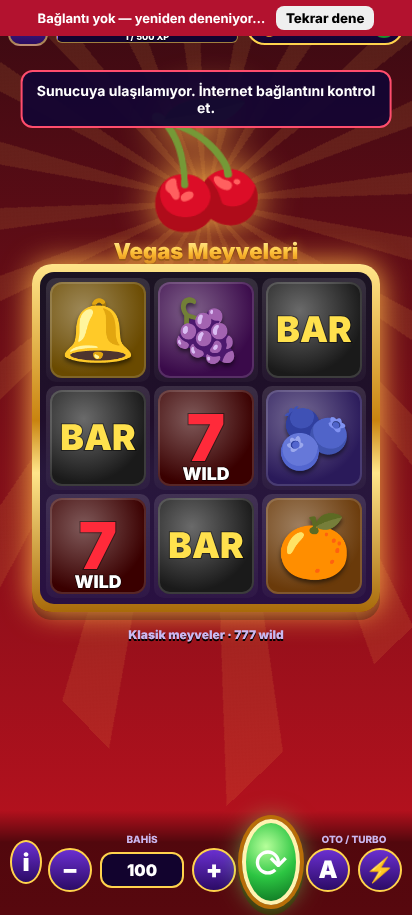 Bağlantı yok — yeniden deneniyor... Tekrar dene
1 / 500 XP
Sunucuya ulaşılamıyor. İnternet bağlantını kontrol
et.
Vegas Meyveleri
BAR
BAR 7
WILD
7 BAR
WILD
Klasik meyveler · 777 wild
BAHİS OTO / TURBO
i − 100 + A